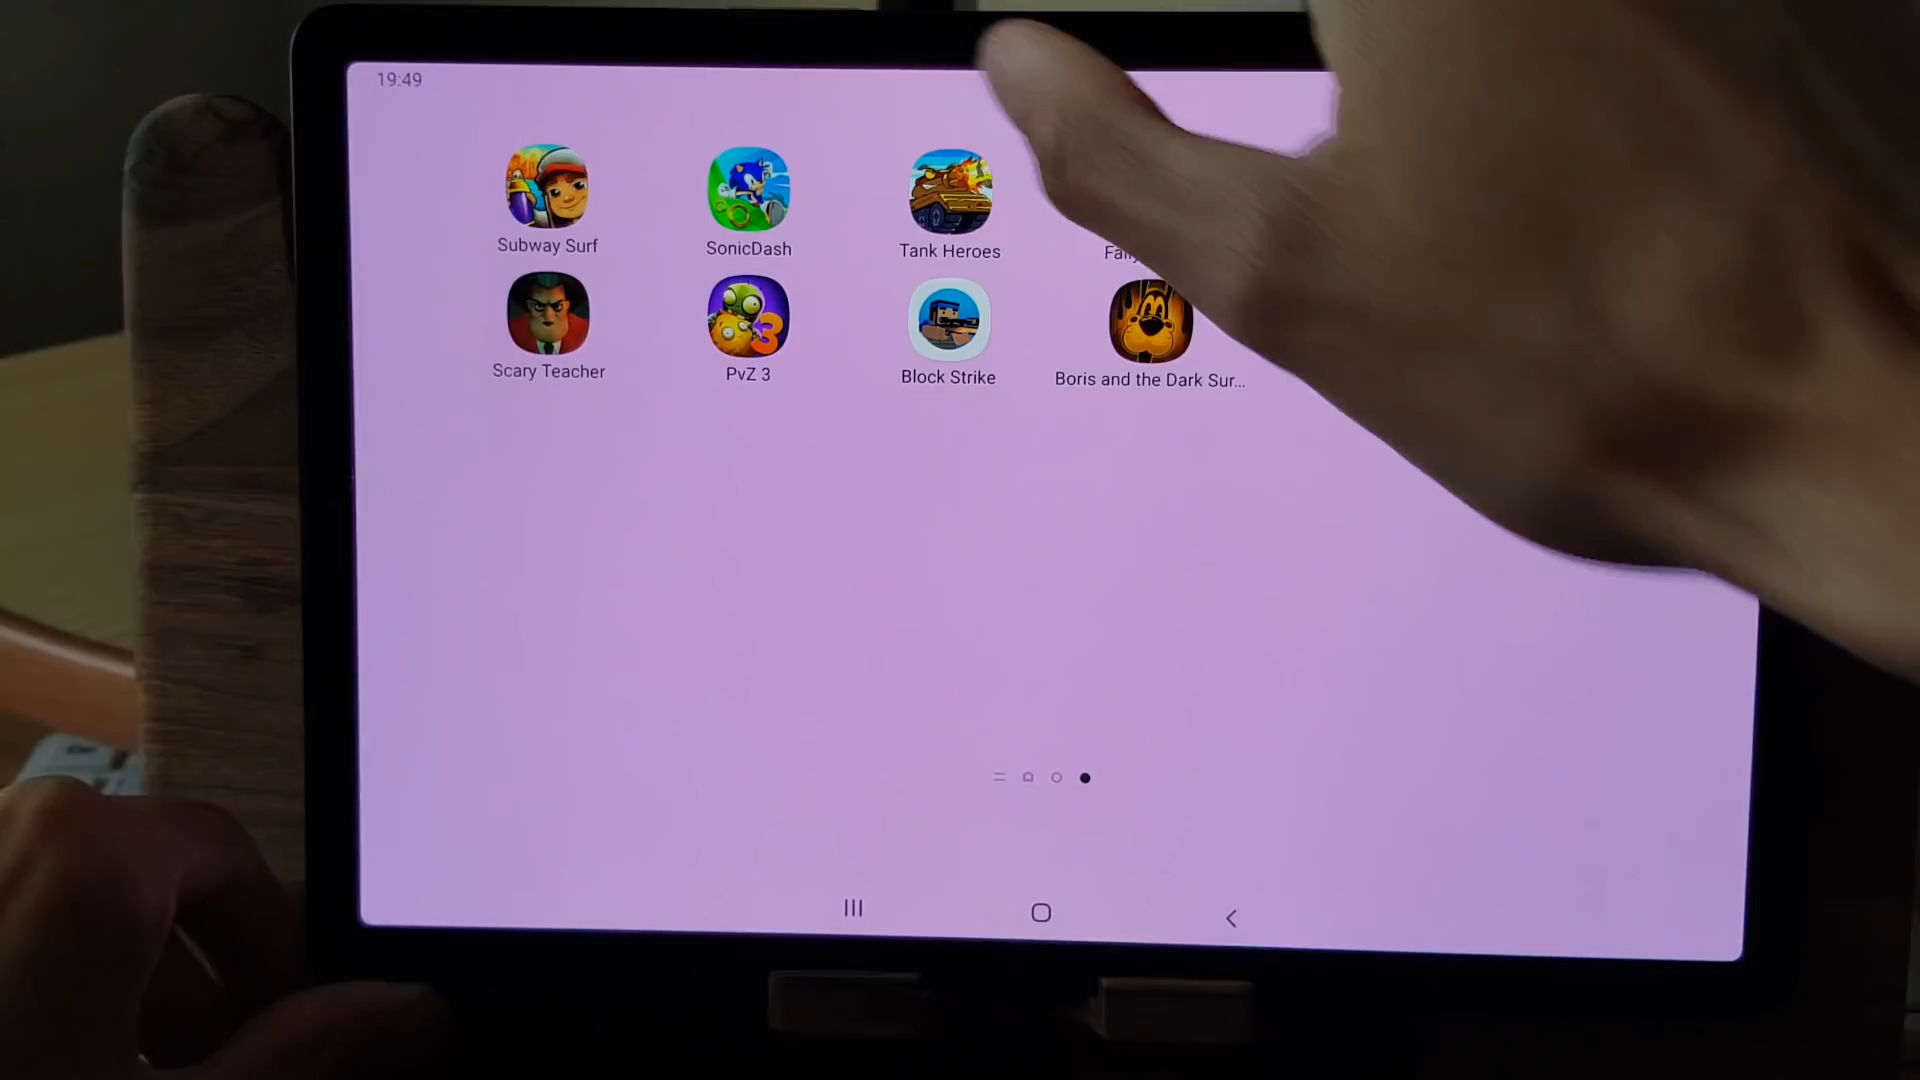 19:49
Subway Surf
SonicDash
Tank Heroes
Scary Teacher
PvZ 3
Block Strike
Boris and the Dark Sur...